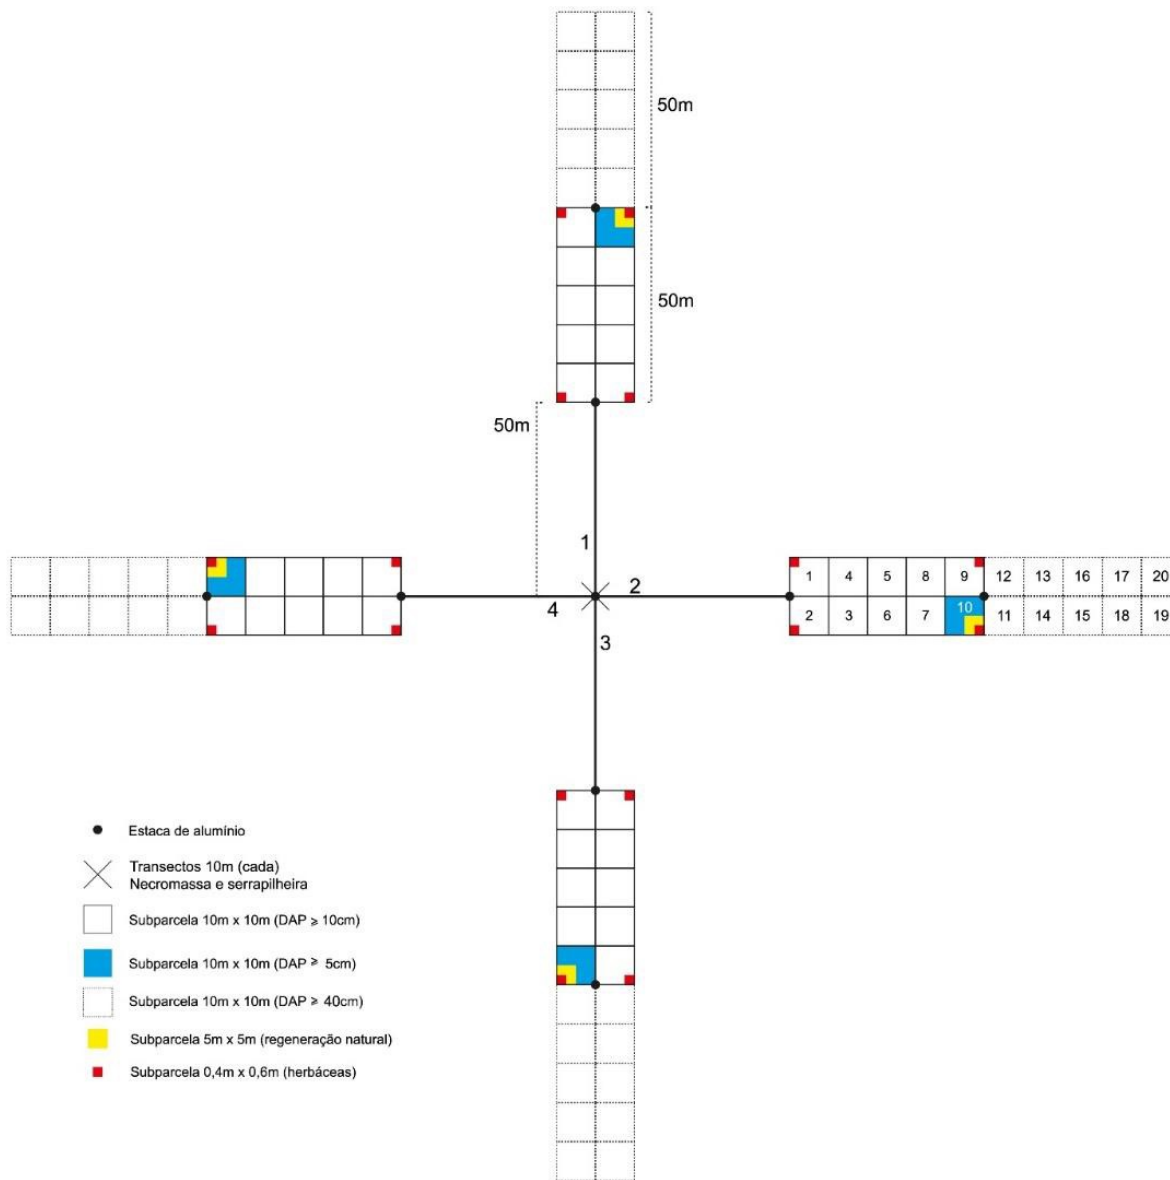 50m
50m
50m
1
2
4
3
1 4 5 8 9 12 13 16 17 20
2 3 6 7 10 11 14 15 18 19
Estaca de alumínio
Transectos 10m (cada)
Necromassa e serrapilheira
Subparcela 10m x 10m (DAP ⩾ 10cm)
Subparcela 10m x 10m (DAP ⩾ 5cm)
Subparcela 10m x 10m (DAP ⩾ 40cm)
Subparcela 5m x 5m (regeneração natural)
Subparcela 0,4m x 0,6m (herbáceas)